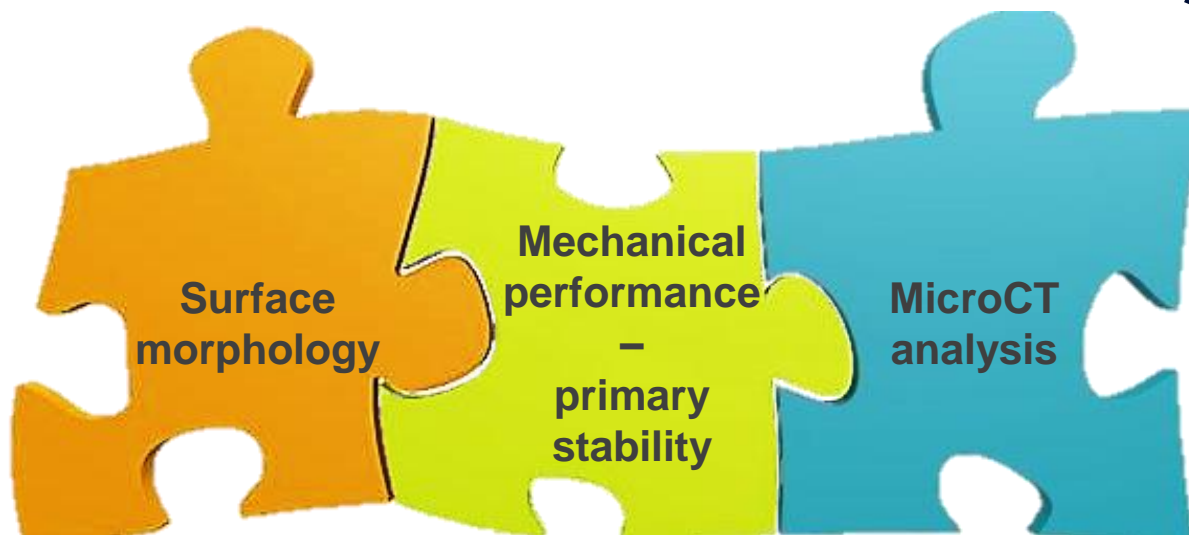 Surface
morphology
Mechanical
performance
–
primary
stability
MicroCT
analysis